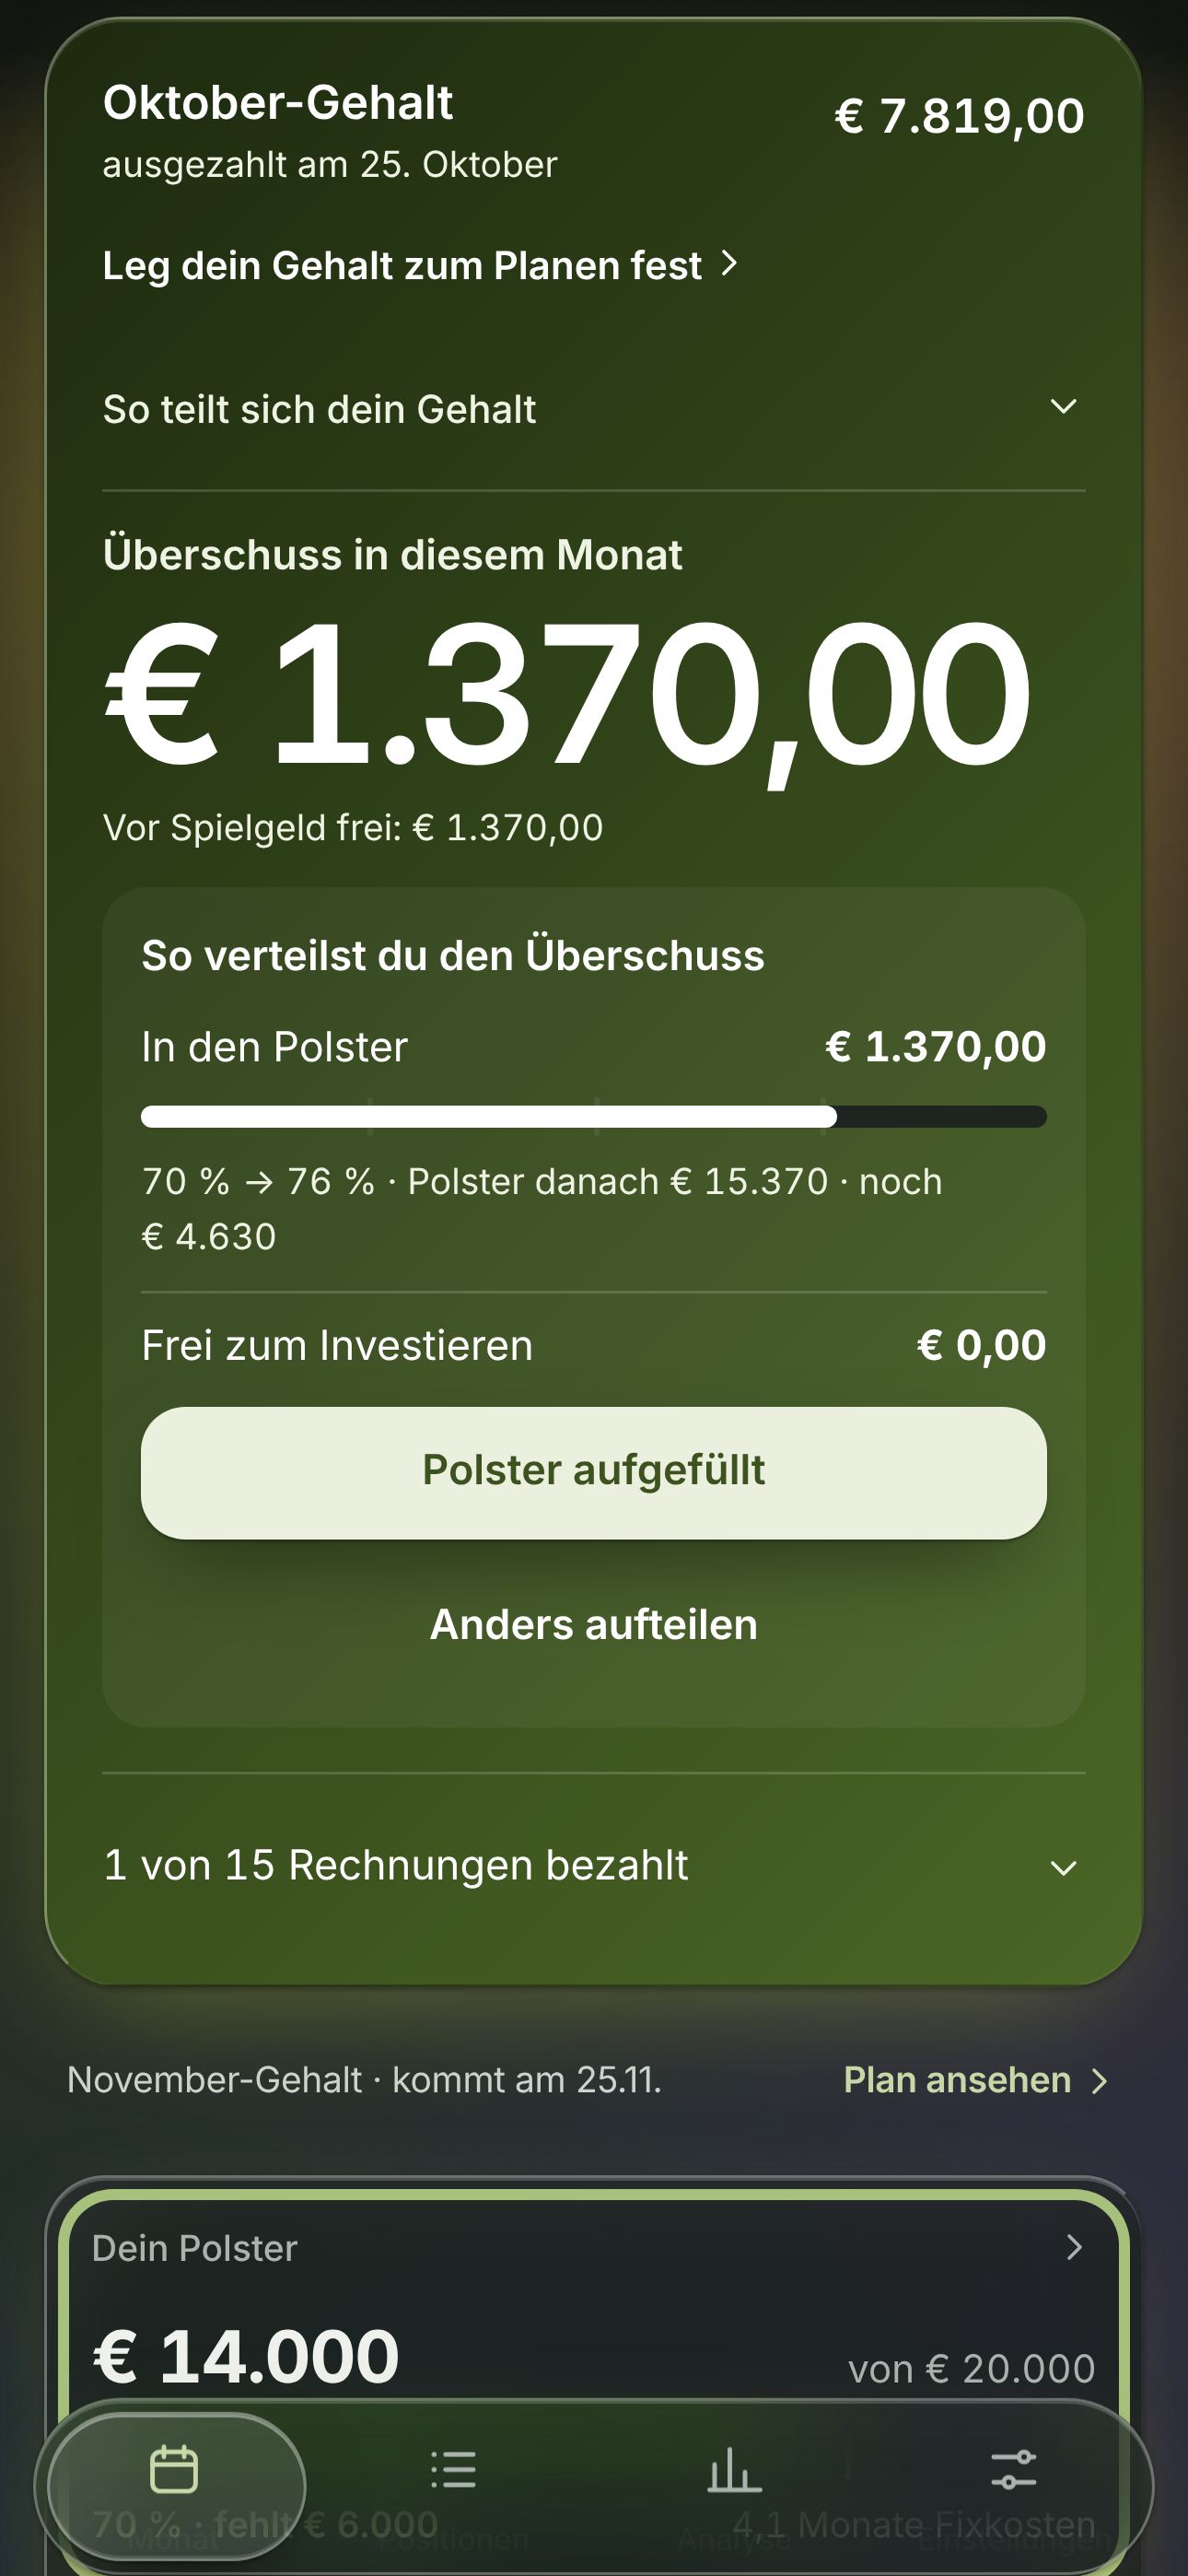 Oktober-Gehalt
€ 7.819,00
ausgezahlt am 25. Oktober
Leg dein Gehalt zum Planen fest
So teilt sich dein Gehalt
Überschuss in diesem Monat
€ 1.370,00
Vor Spielgeld frei: € 1.370,00
So verteilst du den Überschuss
In den Polster
€ 1.370,00
70 % → 76 % · Polster danach € 15.370 · noch
€ 4.630
Frei zum Investieren
€ 0,00
Polster aufgefüllt
Anders aufteilen
1 von 15 Rechnungen bezahlt
November-Gehalt · kommt am 25.11.
Plan ansehen
Dein Polster
€ 14.000
von € 20.000
70 % · fehlt € 6.000
4,1 Monate Fixkosten
Monat
Positionen
Analyse
Einstellungen